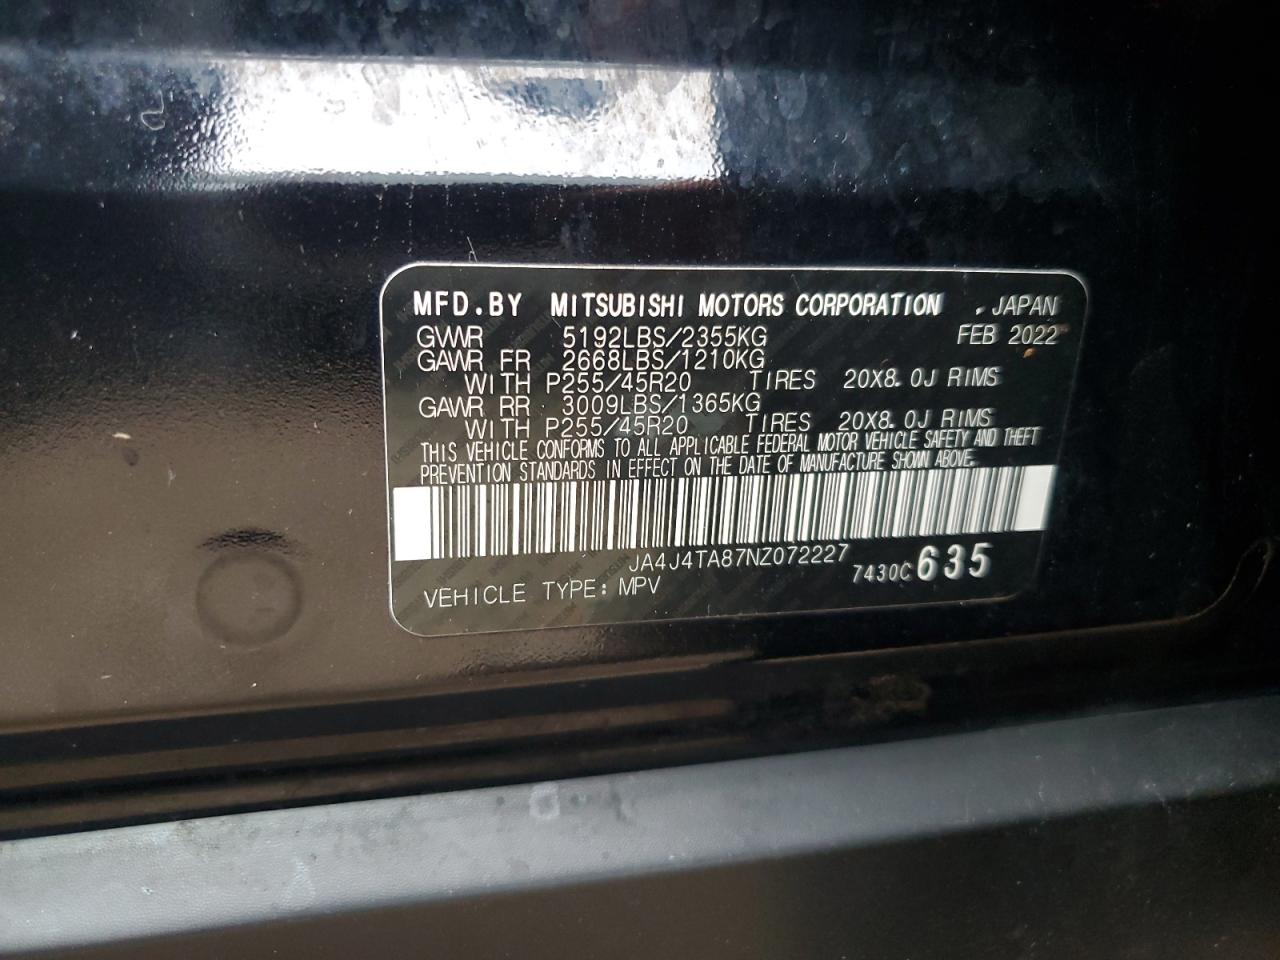 MFD.BY MITSUBISHI MOTORS CORPORATION , JAPAN
GVWR 5192LBS/2355KG FEB 2022
GAWR FR 2668LBS/1210KG
WITH P255/45R20 TIRES 20X8.0J RIMS
GAWR RR 3009LBS/1365KG
WITH P255/45R20 TIRES 20X8.0J RIMS
THIS VEHICLE CONFORMS TO ALL APPLICABLE FEDERAL MOTOR VEHICLE SAFETY AND THEFT
PREVENTION STANDARDS IN EFFECT ON THE DATE OF MANUFACTURE SHOWN ABOVE.
JA4J4TA87NZ072227
VEHICLE TYPE: MPV 7430C 635